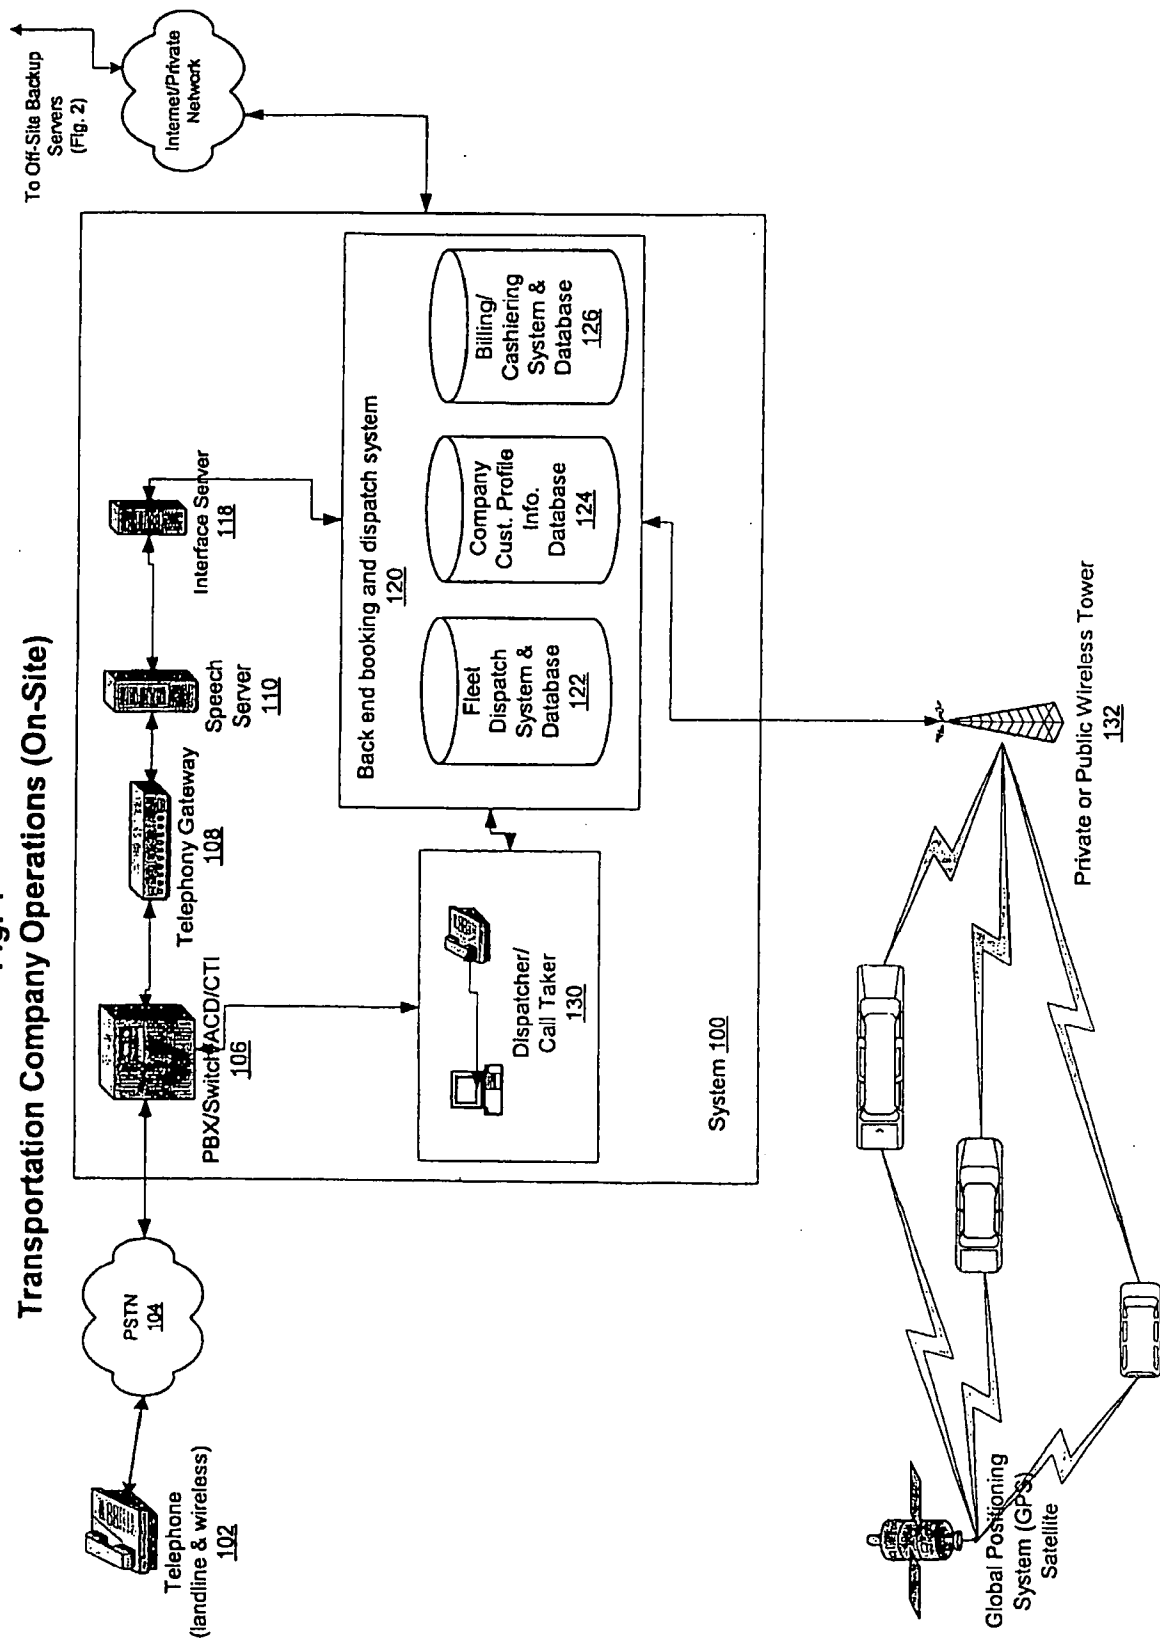 Fig. 1
Transportation Company Operations (On-Site)
To Off-Site Backup
Servers
(Fig. 2)
Internet/Private
Network
Telephone
(landline & wireless)
102
PSTN
104
PBX/Switch/ACD/CTI
106
Telephony Gateway
108
Speech
Server
110
Interface Server
118
Back end booking and dispatch system
120
Fleet
Dispatch
System &
Database
122
Company
Cust. Profile
Info.
Database
124
Billing/
Cashiering
System &
Database
126
Dispatcher/
Call Taker
130
System 100
Private or Public Wireless Tower
132
Global Positioning
System (GPS)
Satellite